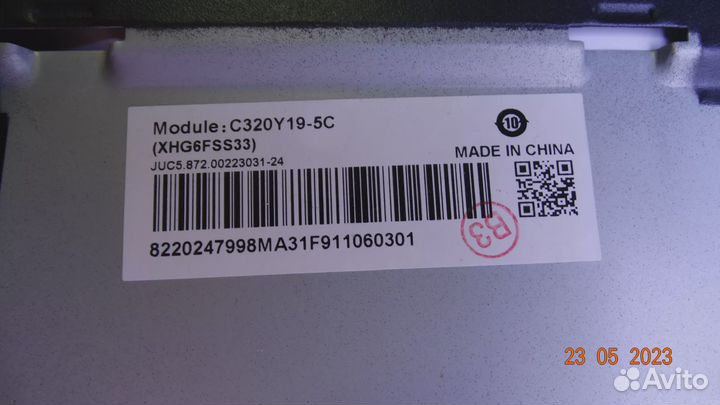 Module: C320Y19-5C
(XHG6FSS33)
JUC5.872.00223031-24
10
MADE IN CHINA
8220247998MA31F911060301
B3
23 05 2023
Avito